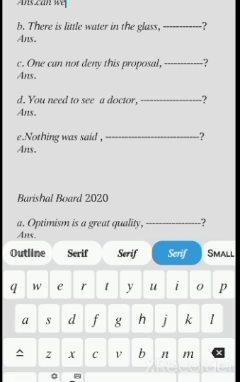 Ans.can we
b. There is little water in the glass, ------------?
Ans.
c. One can not deny this proposal, ------------?
Ans.
d. You need to see a doctor, -------------------?
Ans.
e.Nothing was said , -----------------------------?
Ans.
Barishal Board 2020
a. Optimism is a great quality, -----------------?
Ans.
Outline Serif Serif Serif SMALL
q w e r t y u i o p
a s d f g h j k l
z x c v b n m